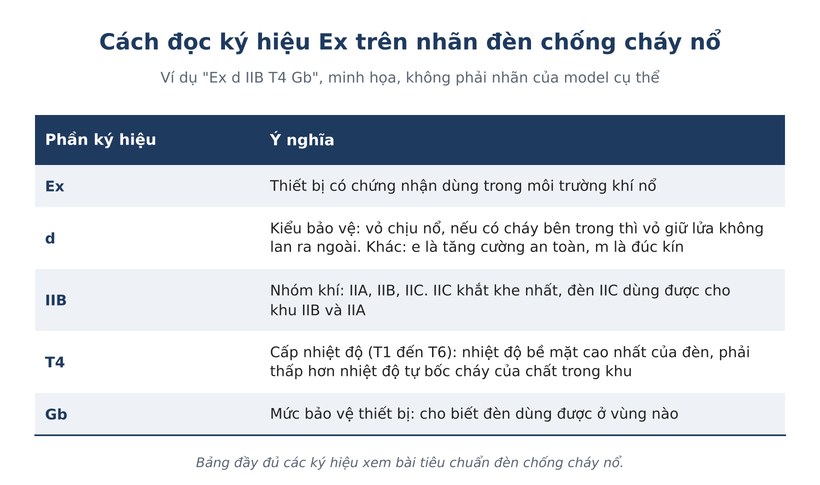 Cách đọc ký hiệu Ex trên nhãn đèn chống cháy nổ
Ví dụ "Ex d IIB T4 Gb", minh họa, không phải nhãn của model cụ thể
Phần ký hiệu
Ý nghĩa
Ex
Thiết bị có chứng nhận dùng trong môi trường khí nổ
d
Kiểu bảo vệ: vỏ chịu nổ, nếu có cháy bên trong thì vỏ giữ lửa không
lan ra ngoài. Khác: e là tăng cường an toàn, m là đúc kín
IIB
Nhóm khí: IIA, IIB, IIC. IIC khắt khe nhất, đèn IIC dùng được cho
khu IIB và IIA
T4
Cấp nhiệt độ (T1 đến T6): nhiệt độ bề mặt cao nhất của đèn, phải
thấp hơn nhiệt độ tự bốc cháy của chất trong khu
Gb
Mức bảo vệ thiết bị: cho biết đèn dùng được ở vùng nào
Bảng đầy đủ các ký hiệu xem bài tiêu chuẩn đèn chống cháy nổ.